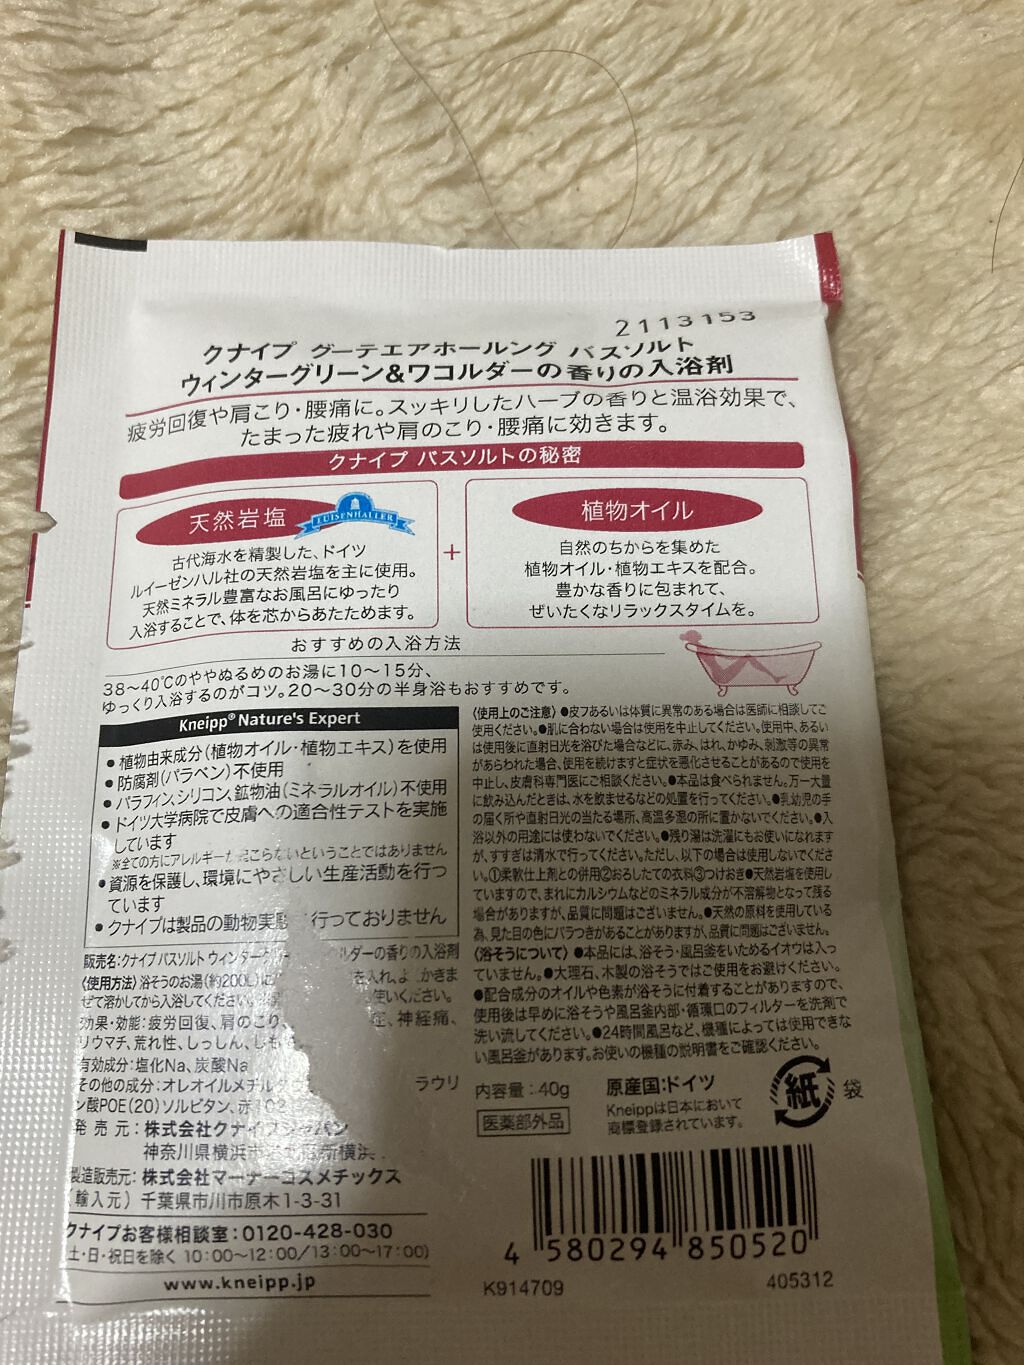 2113153
クナイプ グーテエアホールング バスソルト
ウィンターグリーン&ワコルダーの香りの入浴剤
疲労回復や肩こり・腰痛に。スッキリしたハーブの香りと温浴効果で、
たまった疲れや肩のこり・腰痛に効きます。
クナイプ バスソルトの秘密
天然岩塩
LUISENHALLER
古代海水を精製した、ドイツ
ルイーゼンハル社の天然岩塩を主に使用。
天然ミネラル豊富なお風呂にゆったり
入浴することで、体を芯からあたためます。
+
植物オイル
自然のちからを集めた
植物オイル・植物エキスを配合。
豊かな香りに包まれて、
ぜいたくなリラックスタイムを。
おすすめの入浴方法
38～40℃のややぬるめのお湯に10～15分、
ゆっくり入浴するのがコツ。20～30分の半身浴もおすすめです。
Kneipp® Nature's Expert
●植物由来成分(植物オイル・植物エキス)を使用
●防腐剤(パラベン)不使用
●パラフィン、シリコン、鉱物油(ミネラルオイル)不使用
●ドイツ大学病院で皮膚への適合性テストを実施
しています
※全ての方にアレルギーが起こらないということではありません
●資源を保護し、環境にやさしい生産活動を行っ
ています
●クナイプは製品の動物実 行っておりません
販売名:クナイプバスソルト ウィンターグリー ルダーの香りの入浴剤
〈使用方法〉浴そうのお湯(約200L)に を入れ、よ かきま
ぜて溶かしてから入浴してください。 使いください。
効果・効能:疲労回復、肩のこり、 症、神経痛、
リウマチ、荒れ性、しっしん、しも
有効成分:塩化Na、炭酸Na
その他の成分:オレオイルメチルタウ ラウリ
ン酸POE(20)ソルビタン、赤
発売元:株式会社クナイプジャパン
神奈川県横浜市 新横浜
製造販売元:株式会社マーナーコスメチックス
(輸入元) 千葉県市川市原木1-3-31
クナイプお客様相談室:0120-428-030
土・日・祝日を除く 10:00～12:00/13:00～17:00)
www.kneipp.jp
〈使用上のご注意〉●皮フあるいは体質に異常のある場合は医師に相談してご
使用ください。●肌に合わない場合は使用を中止してください。使用中、あるい
は使用後に直射日光を浴びた場合などに、赤み、はれ、かゆみ、刺激等の異常
があらわれた場合、使用を続けますと症状を悪化させることがあるので使用を
中止し、皮膚科専門医にご相談ください。●本品は食べられません。万一大量
に飲み込んだときは、水を飲ませるなどの処置を行ってください。●乳幼児の手
の届く所や直射日光の当たる場所、高温多湿の所に置かないでください。●入
浴以外の用途には使わないでください。●残り湯は洗濯にもお使いになれます
が、すすぎは清水で行ってください。ただし、以下の場合は使用しないでくださ
い。①柔軟仕上剤との併用②おろしたての衣料③つけおき●天然岩塩を使用し
ていますので、まれにカルシウムなどのミネラル成分が不溶解物となって残る
場合がありますが、品質に問題はございません。●天然の原料を使用している
為、見た目の色にバラつきがあることがありますが、品質に問題はございません。
〈浴そうについて〉●本品には、浴そう・風呂釜をいためるイオウは入っ
ていません。●大理石、木製の浴そうではご使用をお避けください。
●配合成分のオイルや色素が浴そうに付着することがありますので、
使用後は早めに浴そうや風呂釜内部・循環口のフィルターを洗剤で
洗い流してください。●24時間風呂など、機種によっては使用できな
い風呂釜があります。お使いの機種の説明書をご確認ください。
内容量:40g
原産国:ドイツ
医薬部外品
Kneippは日本において
商標登録されています。
紙
袋
4 580294 850520
K914709
405312